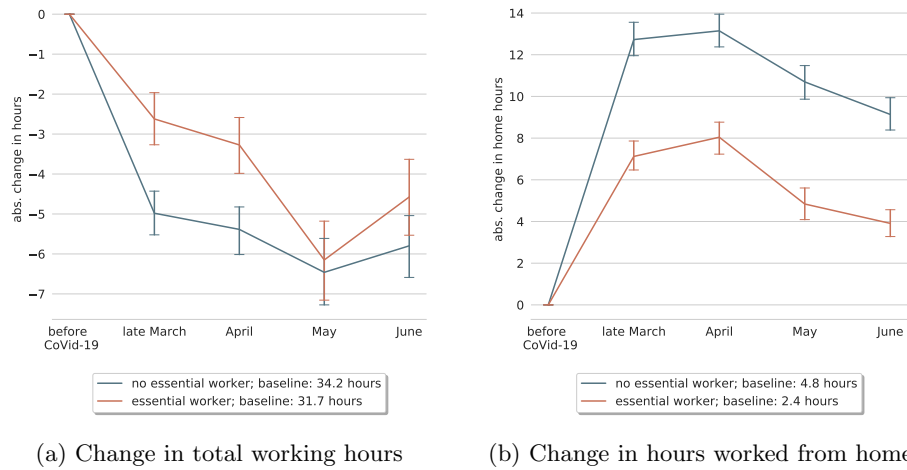 0
−1
−2
−3
−4
−5
−6
−7
abs. change in hours
before
CoVid-19
late March
April
May
June
no essential worker; baseline: 34.2 hours
essential worker; baseline: 31.7 hours
(a) Change in total working hours
14
12
10
8
6
4
2
0
abs. change in home hours
before
CoVid-19
late March
April
May
June
no essential worker; baseline: 4.8 hours
essential worker; baseline: 2.4 hours
(b) Change in hours worked from home